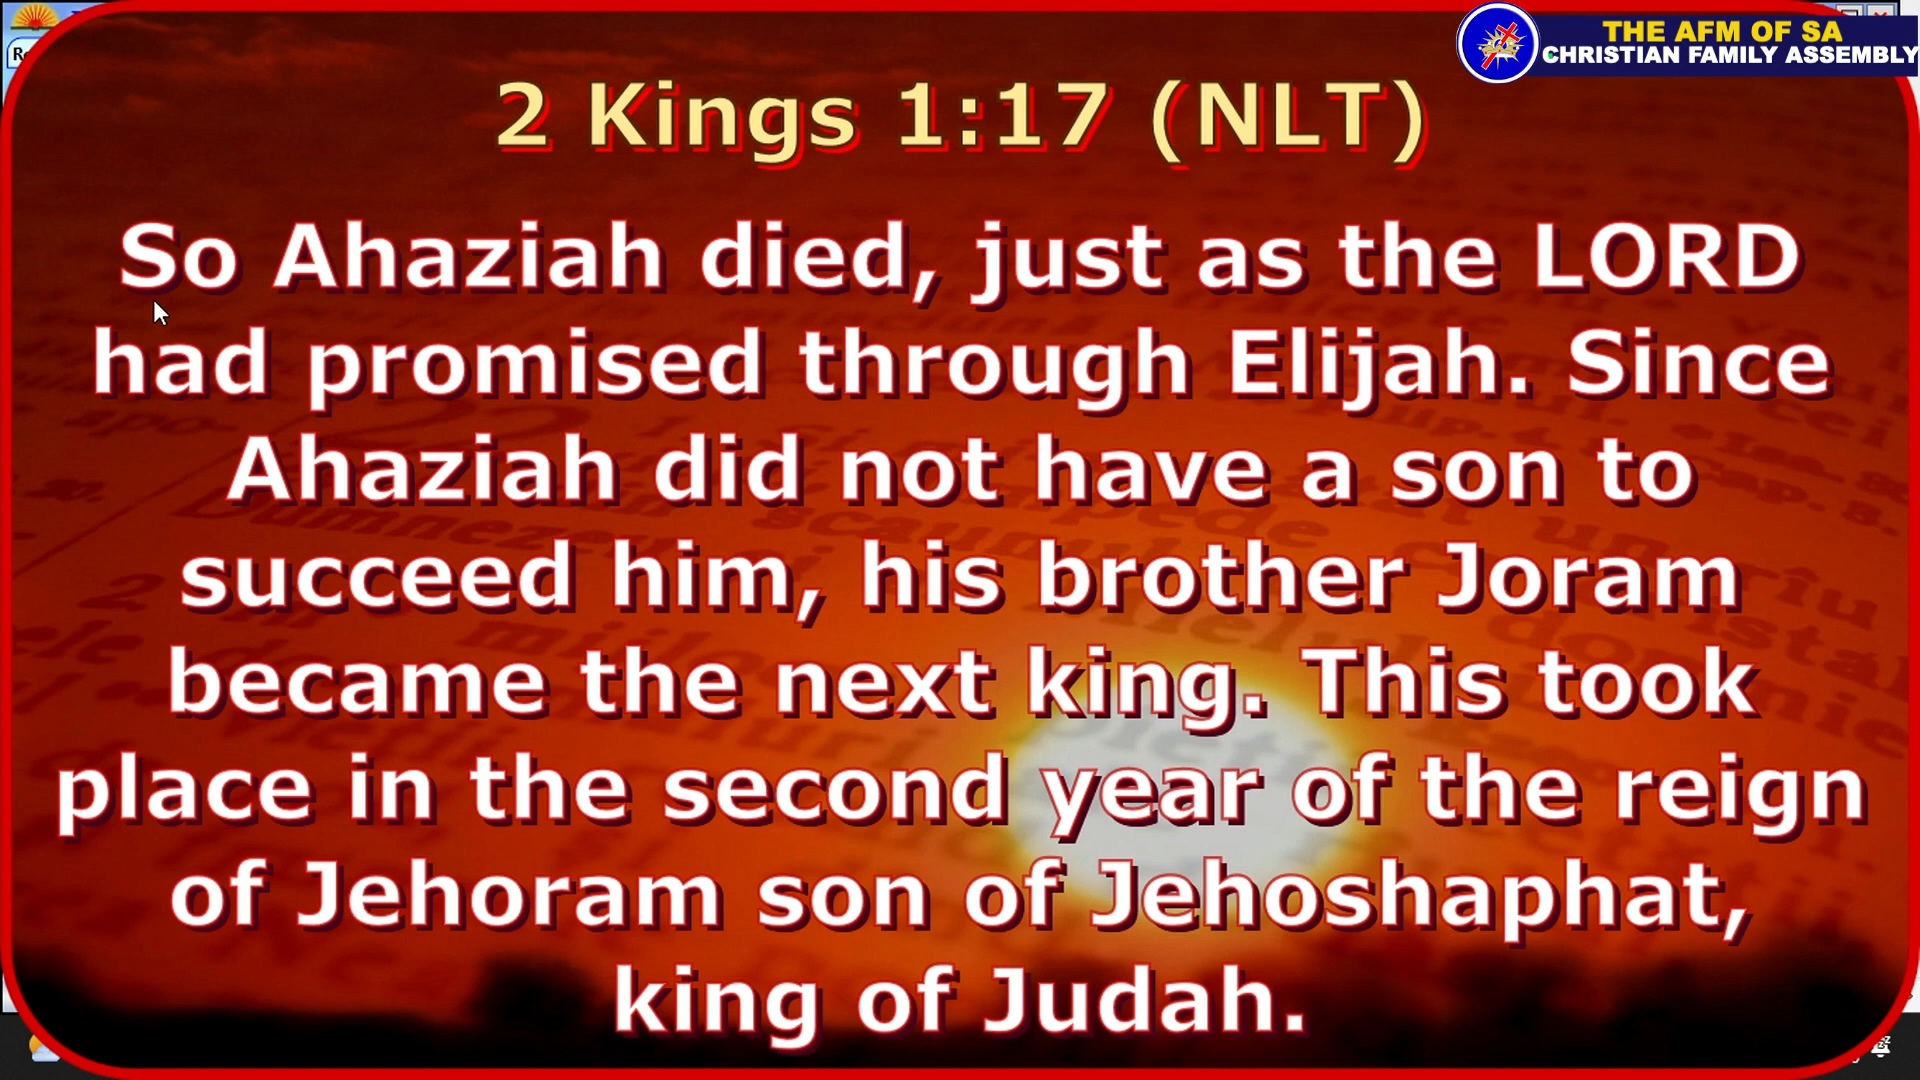 THE AFM OF SA
CHRISTIAN FAMILY ASSEMBLY
2 Kings 1:17 (NLT)
So Ahaziah died, just as the LORD
had promised through Elijah. Since
Ahaziah did not have a son to
succeed him, his brother Joram
became the next king. This took
place in the second year of the reign
of Jehoram son of Jehoshaphat,
king of Judah.